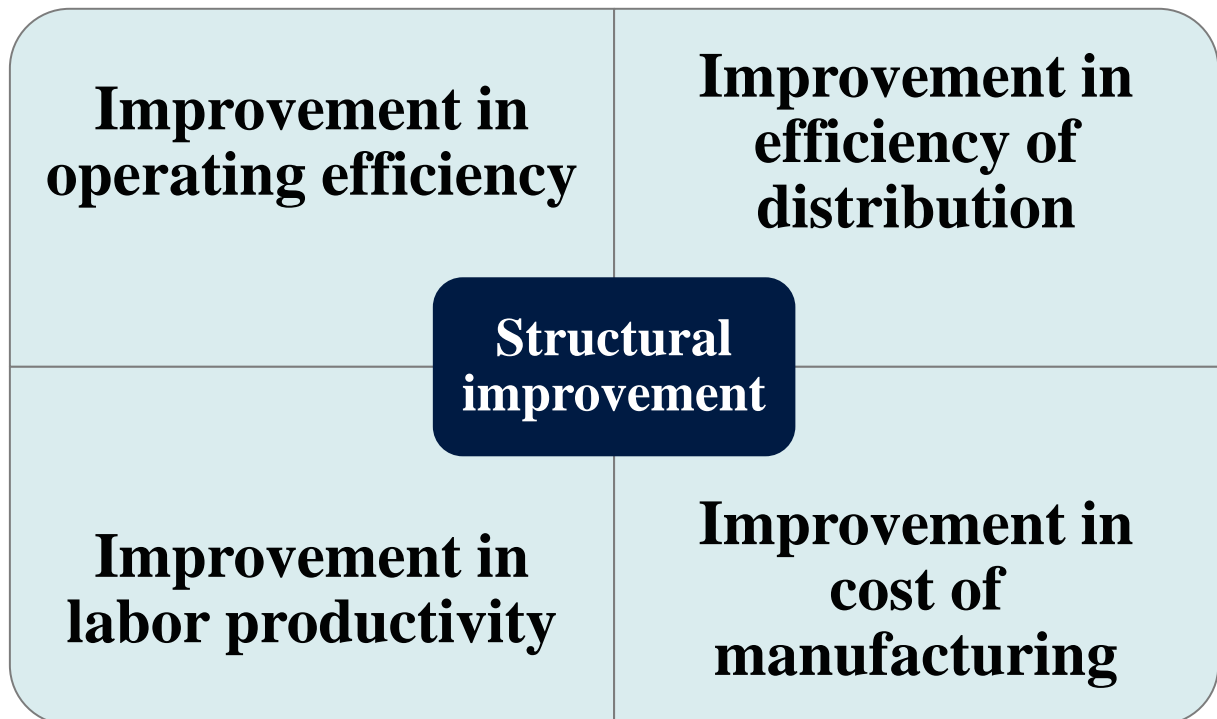 Improvement in
operating efficiency
Improvement in
efficiency of
distribution
Structural
improvement
Improvement in
labor productivity
Improvement in
cost of
manufacturing